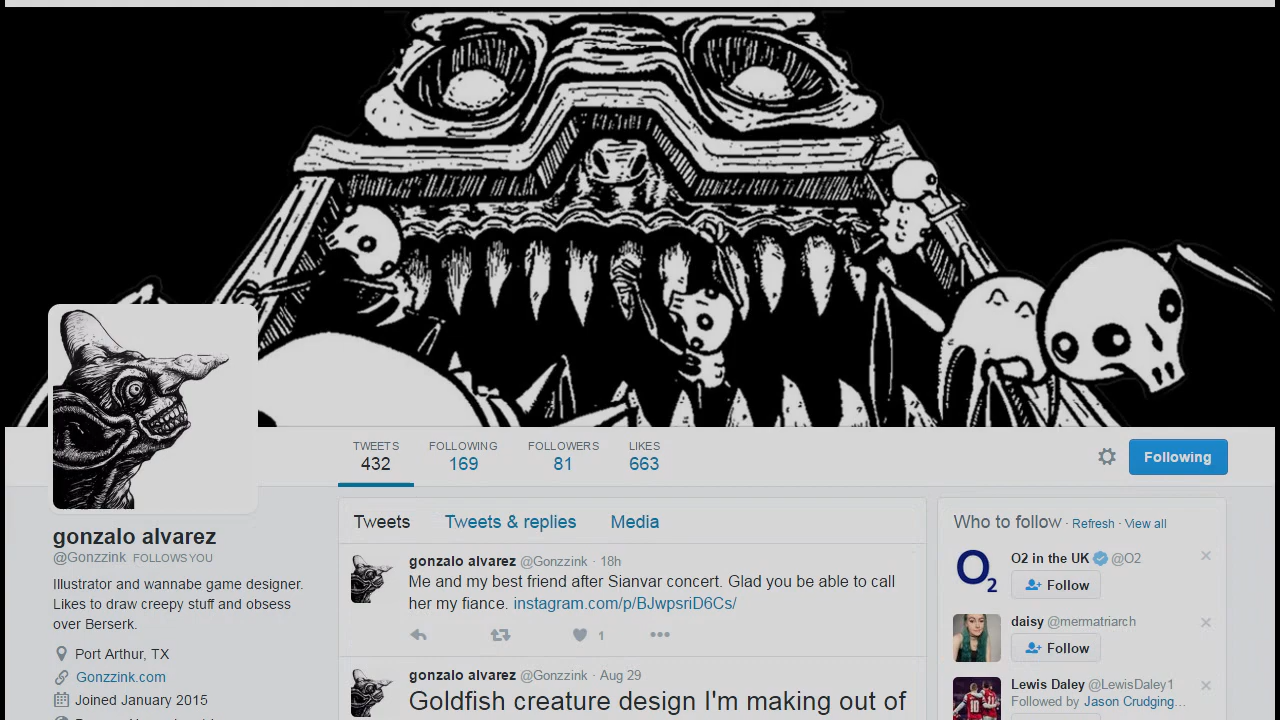 TWEETS
432
FOLLOWING
169
FOLLOWERS
81
LIKES
663
Following
gonzalo alvarez
@Gonzzink FOLLOWS YOU
Illustrator and wannabe game designer.
Likes to draw creepy stuff and obsess
over Berserk.
Port Arthur, TX
Gonzzink.com
Joined January 2015
Tweets
Tweets & replies
Media
gonzalo alvarez @Gonzzink · 18h
Me and my best friend after Sianvar concert. Glad you be able to call
her my fiance. instagram.com/p/BJwpsriD6Cs/
1
gonzalo alvarez @Gonzzink · Aug 29
Goldfish creature design I'm making out of
Who to follow · Refresh · View all
O2
O2 in the UK @O2
Follow
daisy @mermatriarch
Follow
Lewis Daley @LewisDaley1
Followed by Jason Crudging...